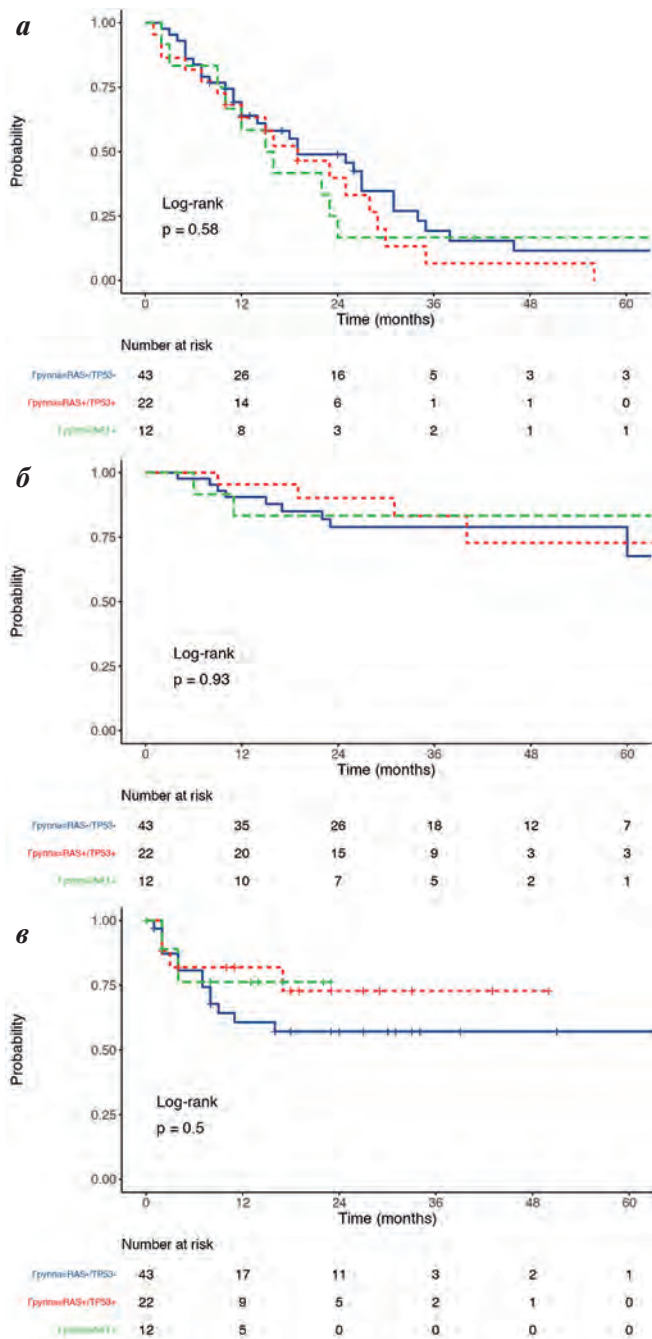 а
1.00
0.75
0.50
0.25
0.00
Probability
Log-rank
p = 0.58
0 12 24 36 48 60
Time (months)
Number at risk
Группа=RAS-/TP53- 43 26 16 5 3 3
Группа=RAS+/TP53+ 22 14 6 1 1 0
12 8 3 2 1 1
б
1.00
0.75
0.50
0.25
0.00
Probability
Log-rank
p = 0.93
0 12 24 36 48 60
Time (months)
Number at risk
Группа=RAS-/TP53- 43 35 26 18 12 7
Группа=RAS+/TP53+ 22 20 15 9 3 3
12 10 7 5 2 1
в
1.00
0.75
0.50
0.25
0.00
Probability
Log-rank
p = 0.5
0 12 24 36 48 60
Time (months)
Number at risk
Группа=RAS-/TP53- 43 17 11 3 2 1
Группа=RAS+/TP53+ 22 9 5 2 1 0
12 5 0 0 0 0